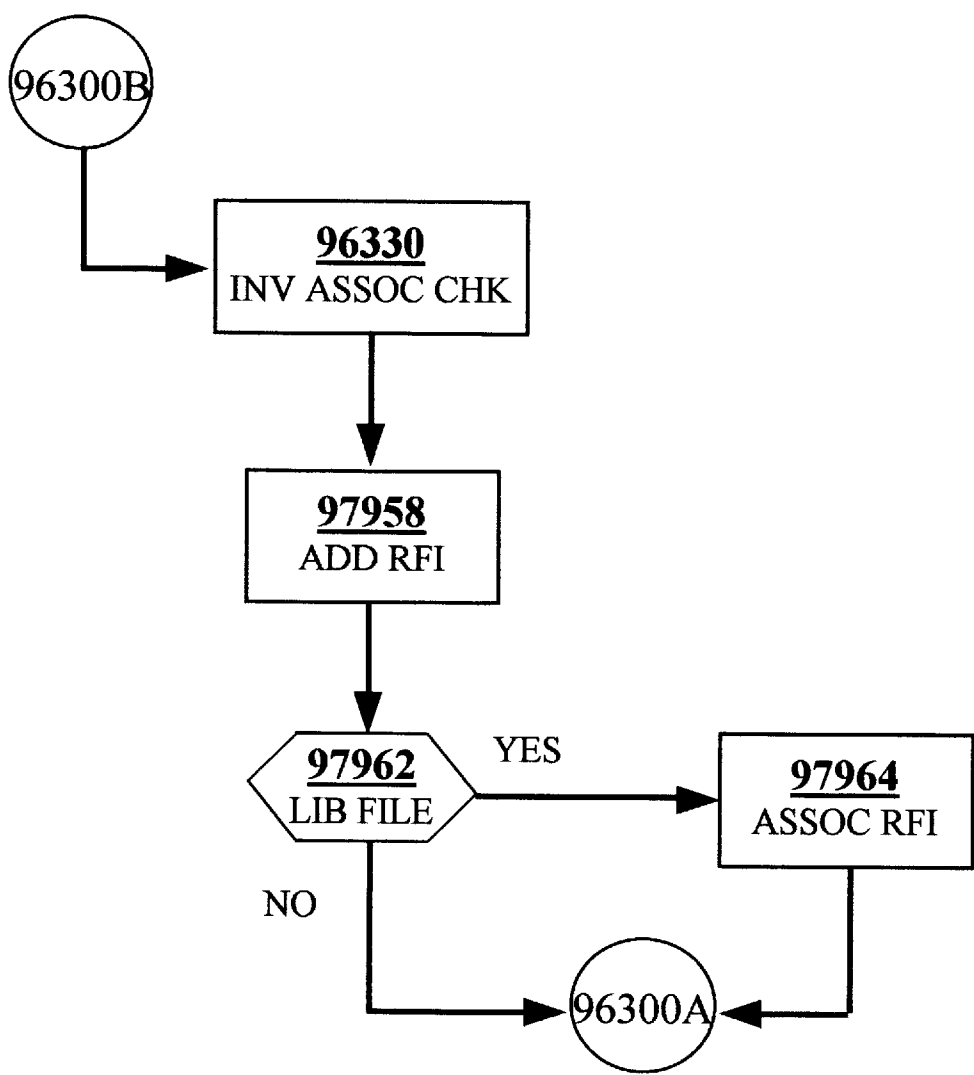 96300B
96330
INV ASSOC CHK
97958
ADD RFI
97962
LIB FILE
YES
97964
ASSOC RFI
NO
96300A